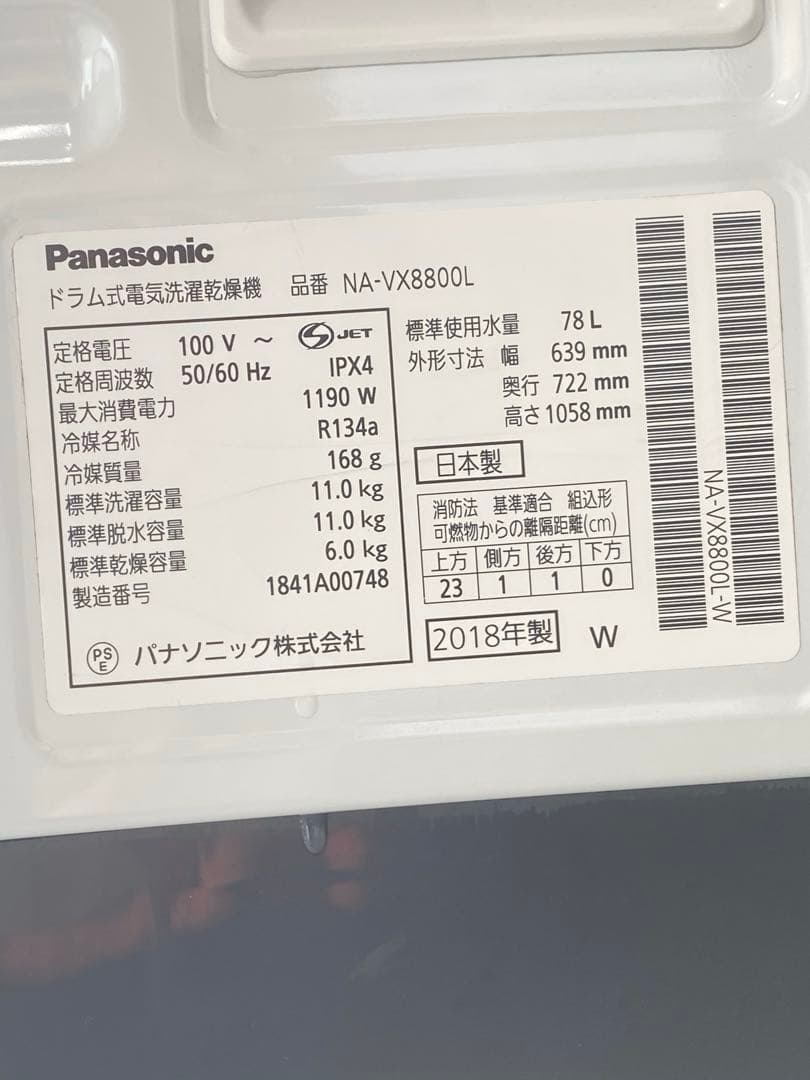 Panasonic
ドラム式電気洗濯乾燥機 品番 NA-VX8800L
定格電圧 100 V ～ S JET
定格周波数 50/60 Hz IPX4
最大消費電力 1190 W
冷媒名称 R134a
冷媒質量 168 g
標準洗濯容量 11.0 kg
標準脱水容量 11.0 kg
標準乾燥容量 6.0 kg
製造番号 1841A00748
PS
E
パナソニック株式会社
標準使用水量 78 L
外形寸法 幅 639 mm
奥行 722 mm
高さ 1058 mm
日本製
消防法 基準適合 組込形
可燃物からの離隔距離(cm)
上方 側方 後方 下方
23 1 1 0
2018年製 W
NA-VX8800L-W